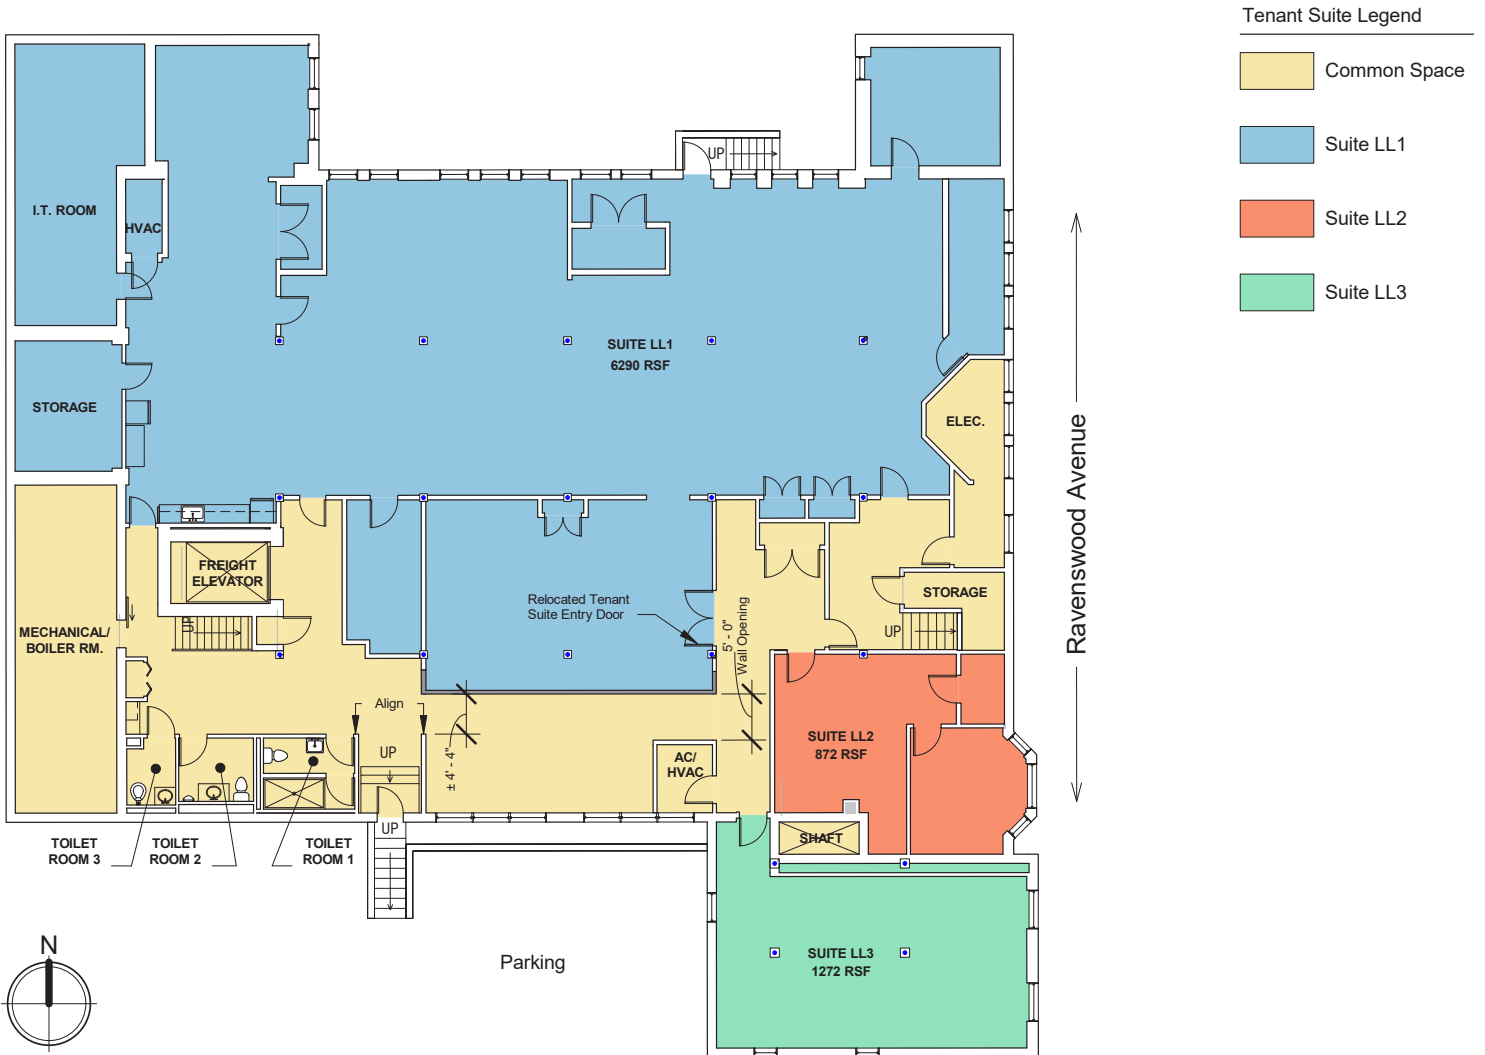 Tenant Suite Legend
Common Space
Suite LL1
Suite LL2
Suite LL3
UP
I.T. ROOM
HVAC
SUITE LL1
6290 RSF
STORAGE
ELEC.
Ravenswood Avenue
FREIGHT
ELEVATOR
Relocated Tenant
Suite Entry Door
STORAGE
MECHANICAL/
BOILER RM.
UP
UP
5' - 0"
Wall Opening
Align
SUITE LL2
872 RSF
UP
± 4' - 4"
AC/
HVAC
UP
SHAFT
TOILET
ROOM 3
TOILET
ROOM 2
TOILET
ROOM 1
N
Parking
SUITE LL3
1272 RSF